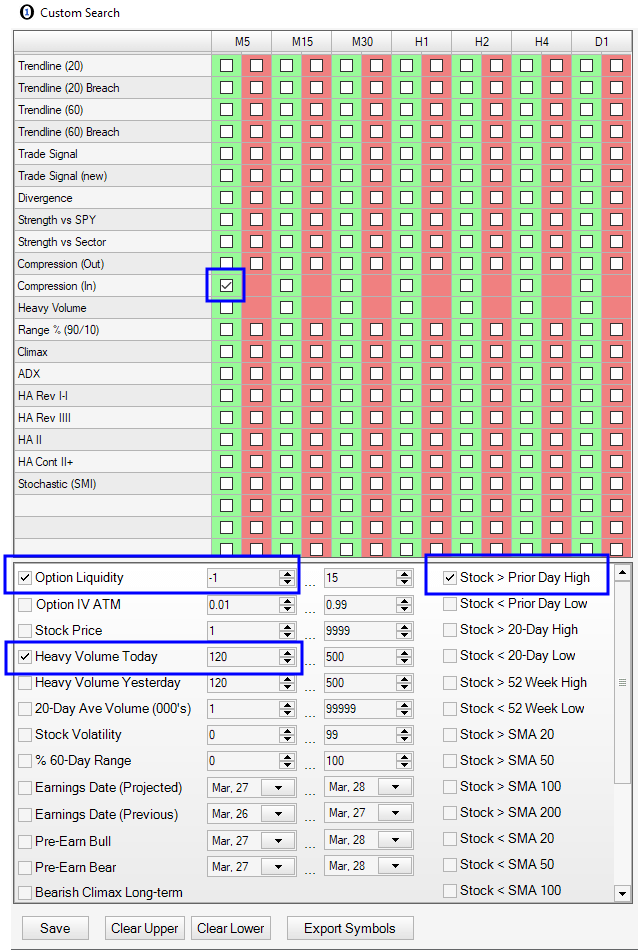 1 Custom Search
M5 M15 M30 H1 H2 H4 D1
Trendline (20)
Trendline (20) Breach
Trendline (60)
Trendline (60) Breach
Trade Signal
Trade Signal (new)
Divergence
Strength vs SPY
Strength vs Sector
Compression (Out)
Compression (In)
Heavy Volume
Range % (90/10)
Climax
ADX
HA Rev I-I
HA Rev IIII
HA II
HA Cont II+
Stochastic (SMI)
Option Liquidity -1 ... 15 Stock > Prior Day High
Option IV ATM 0.01 ... 0.99 Stock < Prior Day Low
Stock Price 1 ... 9999 Stock > 20-Day High
Heavy Volume Today 120 ... 500 Stock < 20-Day Low
Heavy Volume Yesterday 120 ... 500 Stock > 52 Week High
20-Day Ave Volume (000's) 1 ... 99999 Stock < 52 Week Low
Stock Volatility 0 ... 99 Stock > SMA 20
% 60-Day Range 0 ... 100 Stock > SMA 50
Earnings Date (Projected) Mar, 27 ... Mar, 28 Stock > SMA 100
Earnings Date (Previous) Mar, 26 ... Mar, 27 Stock > SMA 200
Pre-Earn Bull Mar, 27 ... Mar, 28 Stock < SMA 20
Pre-Earn Bear Mar, 27 ... Mar, 28 Stock < SMA 50
Bearish Climax Long-term Stock < SMA 100
Save Clear Upper Clear Lower Export Symbols